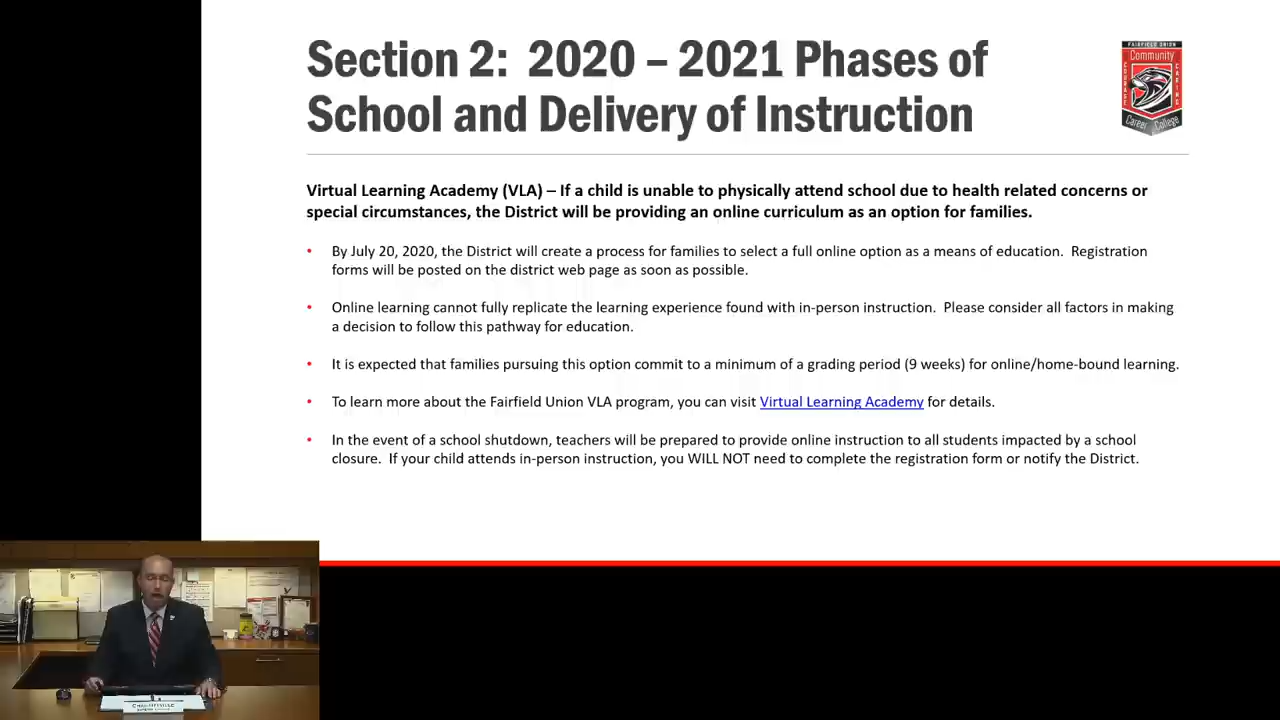 Section 2:  2020 – 2021 Phases of
School and Delivery of Instruction
FAIRFIELD UNION
Community
COURAGE
CARING
Career
College
Virtual Learning Academy (VLA) – If a child is unable to physically attend school due to health related concerns or
special circumstances, the District will be providing an online curriculum as an option for families.
• By July 20, 2020, the District will create a process for families to select a full online option as a means of education.  Registration
forms will be posted on the district web page as soon as possible.
• Online learning cannot fully replicate the learning experience found with in-person instruction.  Please consider all factors in making
a decision to follow this pathway for education.
• It is expected that families pursuing this option commit to a minimum of a grading period (9 weeks) for online/home-bound learning.
• To learn more about the Fairfield Union VLA program, you can visit Virtual Learning Academy for details.
• In the event of a school shutdown, teachers will be prepared to provide online instruction to all students impacted by a school
closure.  If your child attends in-person instruction, you WILL NOT need to complete the registration form or notify the District.